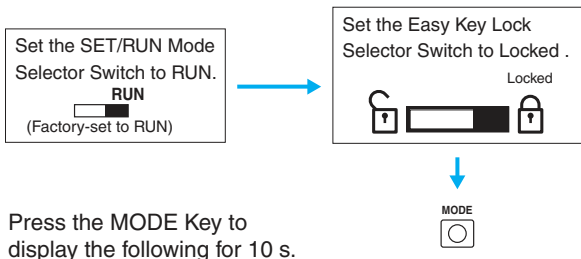 Set the SET/RUN Mode
Selector Switch to RUN.
RUN
(Factory-set to RUN)
Set the Easy Key Lock
Selector Switch to Locked .
Locked
MODE
Press the MODE Key to
display the following for 10 s.